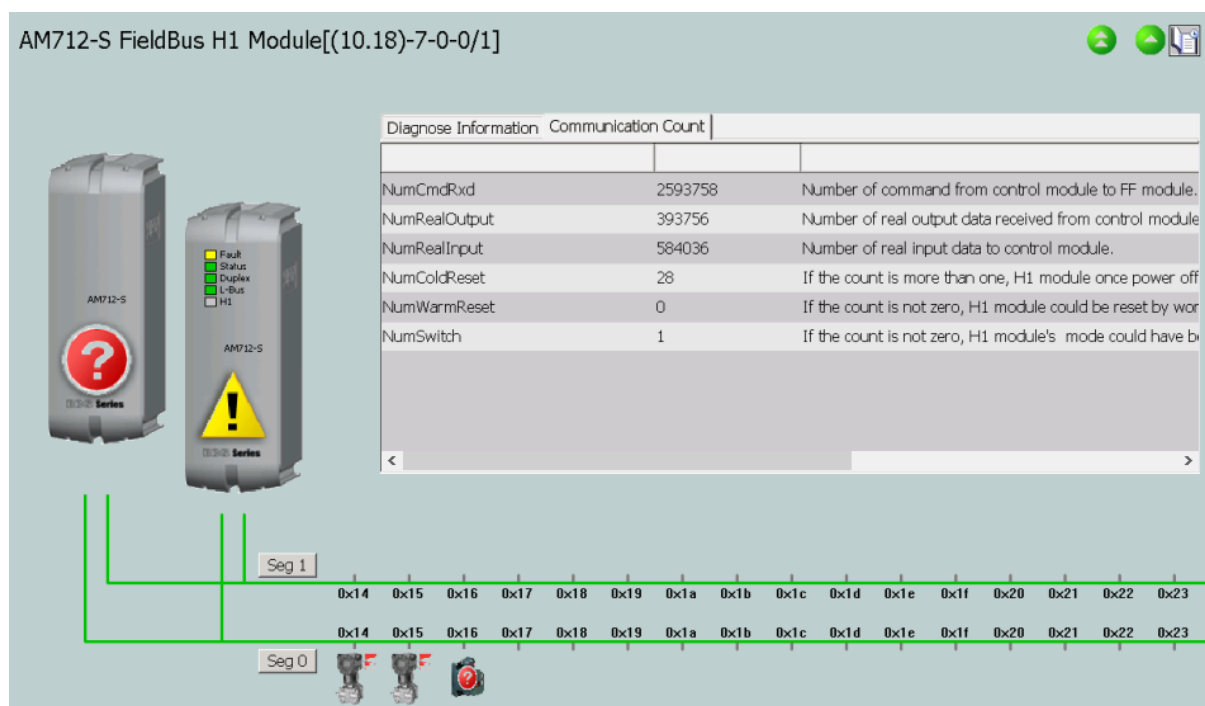 AM712-S FieldBus H1 Module[(10.18)-7-0-0/1]
Diagnose Information Communication Count
NumCmdRxd 2593758 Number of command from control module to FF module.
NumRealOutput 393756 Number of real output data received from control module
NumRealInput 584036 Number of real input data to control module.
NumColdReset 28 If the count is more than one, H1 module once power off
NumWarmReset 0 If the count is not zero, H1 module could be reset by wor
NumSwitch 1 If the count is not zero, H1 module's mode could have b
Fault
Status
Duplex
L-Bus
H1
AM712-S
AM712-S
Series
Series
Seg 1
0x14 0x15 0x16 0x17 0x18 0x19 0x1a 0x1b 0x1c 0x1d 0x1e 0x1f 0x20 0x21 0x22 0x23
0x14 0x15 0x16 0x17 0x18 0x19 0x1a 0x1b 0x1c 0x1d 0x1e 0x1f 0x20 0x21 0x22 0x23
Seg 0